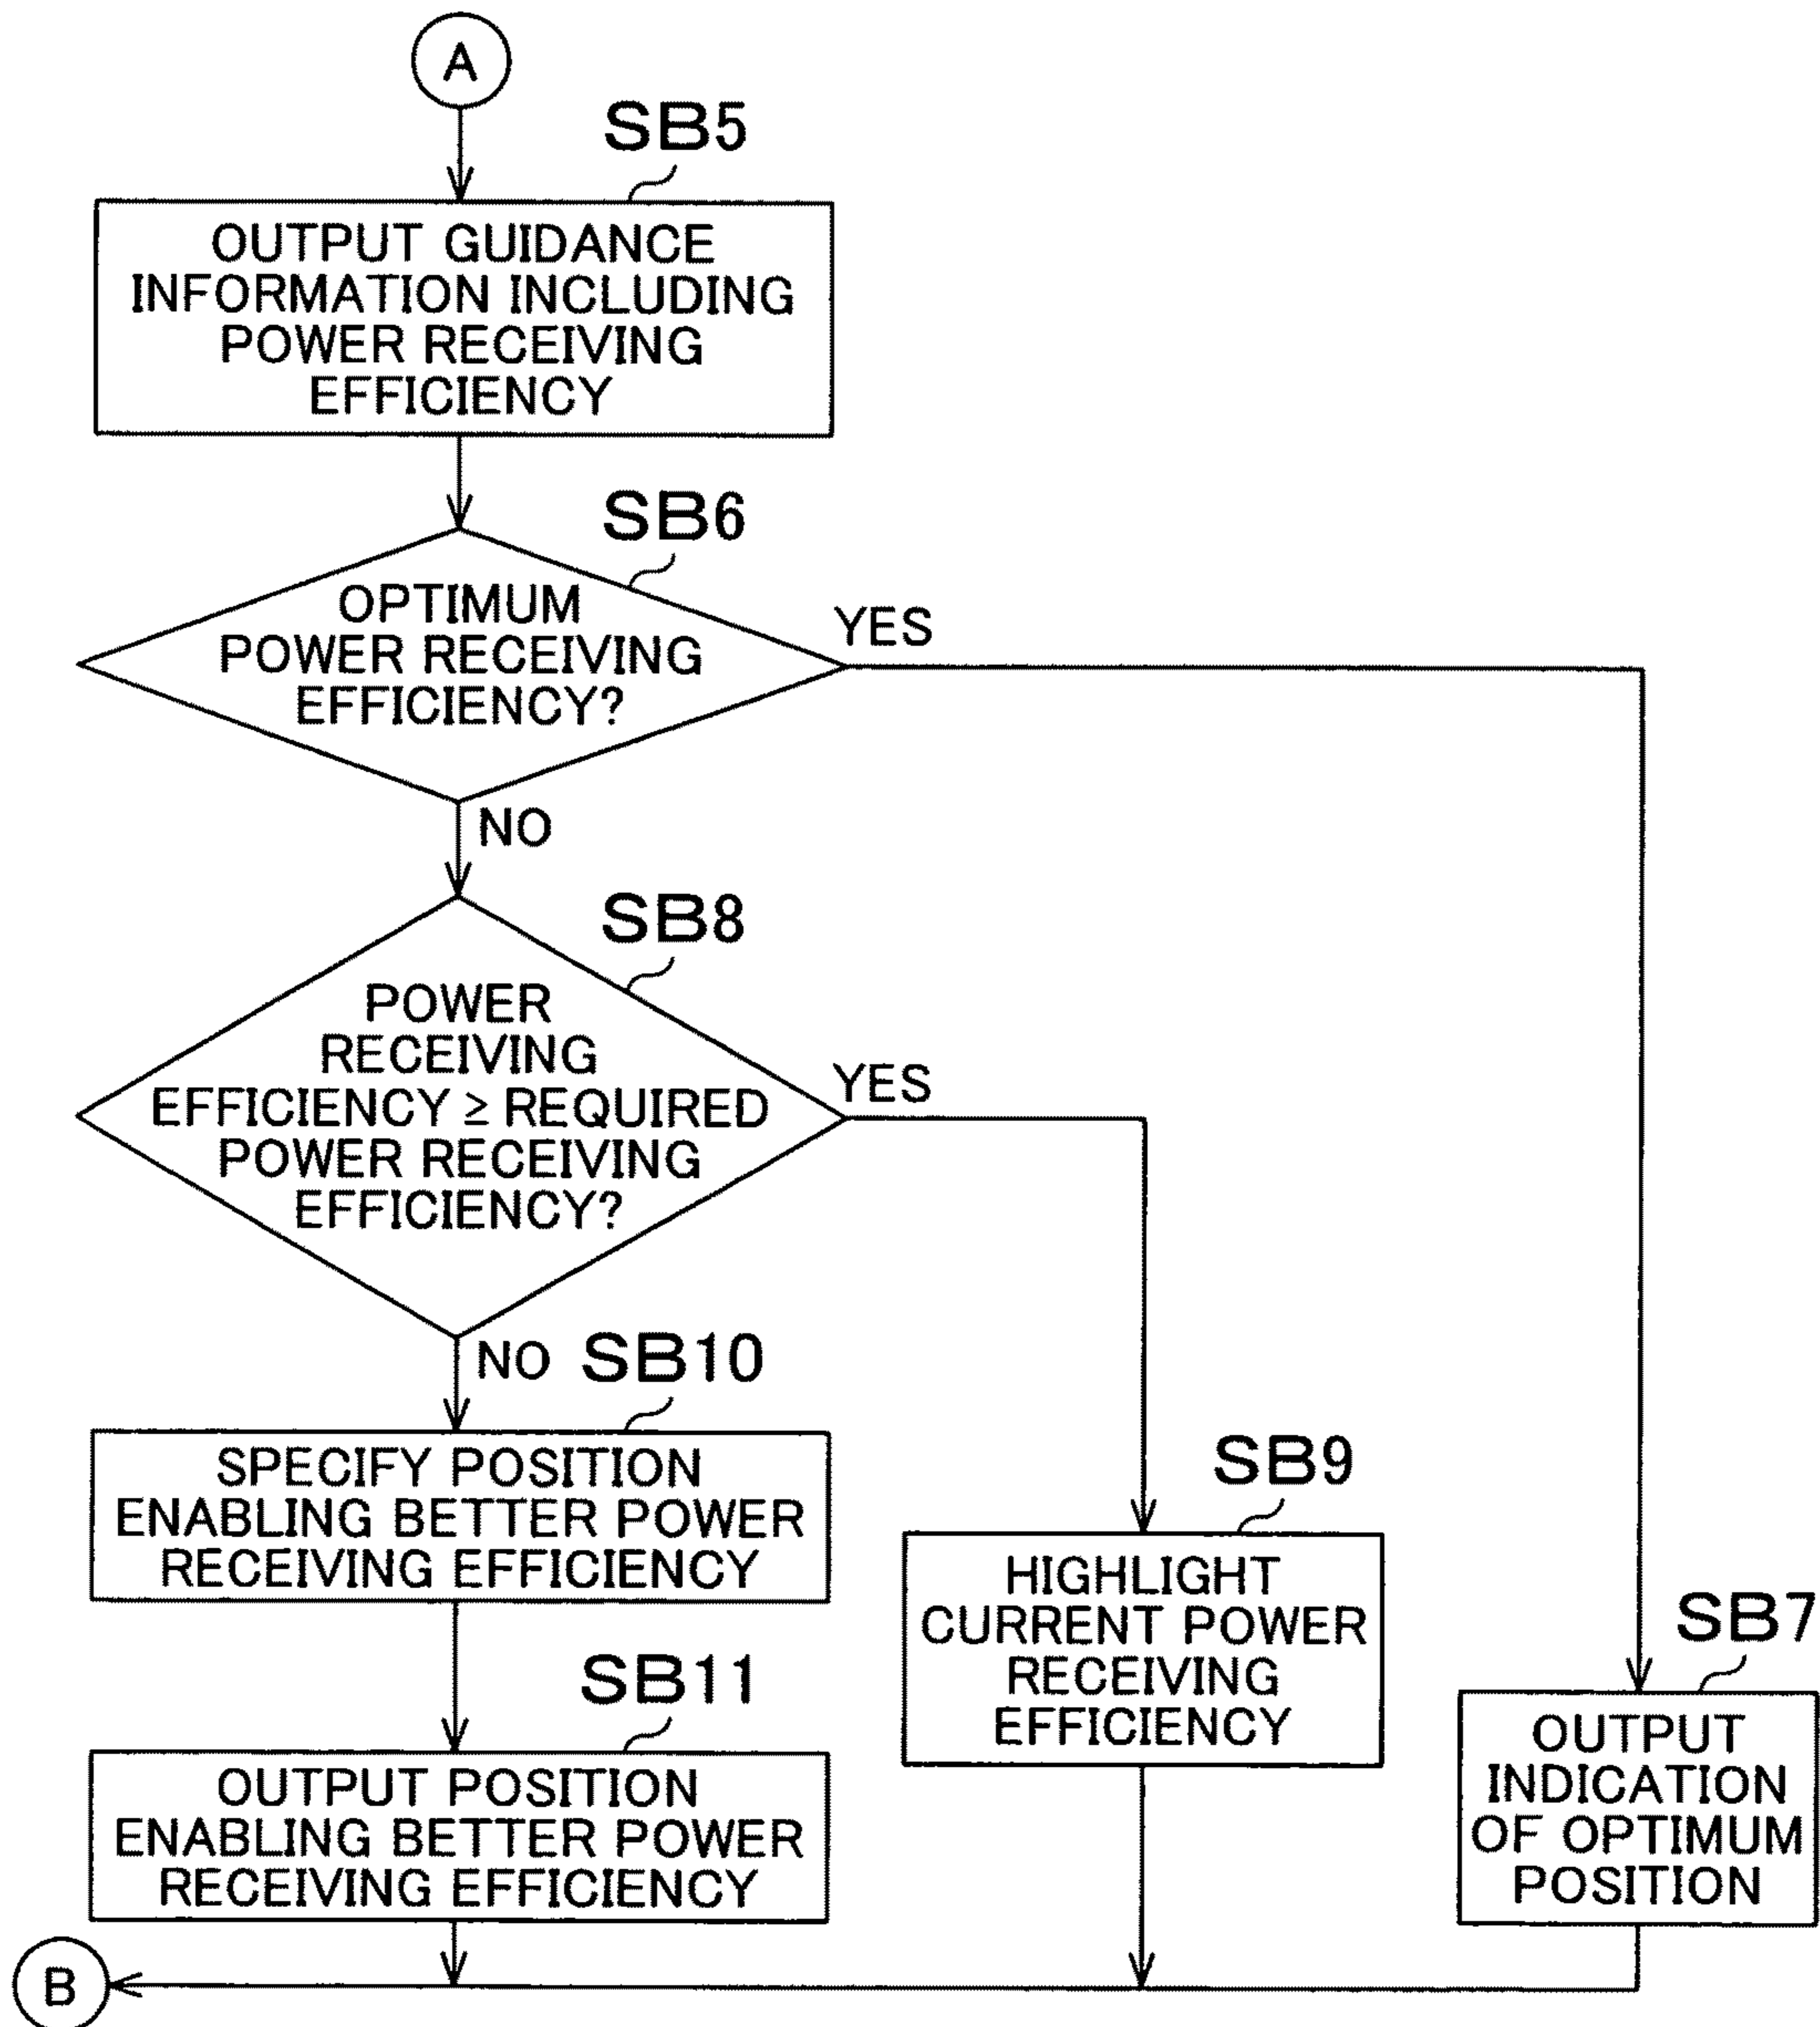 A
SB5
OUTPUT GUIDANCE
INFORMATION INCLUDING
POWER RECEIVING
EFFICIENCY
SB6
OPTIMUM
POWER RECEIVING
EFFICIENCY?
YES
NO
SB8
POWER
RECEIVING
EFFICIENCY ≥ REQUIRED
POWER RECEIVING
EFFICIENCY?
YES
NO
SB10
SPECIFY POSITION
ENABLING BETTER POWER
RECEIVING EFFICIENCY
SB9
HIGHLIGHT
CURRENT POWER
RECEIVING
EFFICIENCY
SB7
OUTPUT
INDICATION
OF OPTIMUM
POSITION
SB11
OUTPUT POSITION
ENABLING BETTER POWER
RECEIVING EFFICIENCY
B